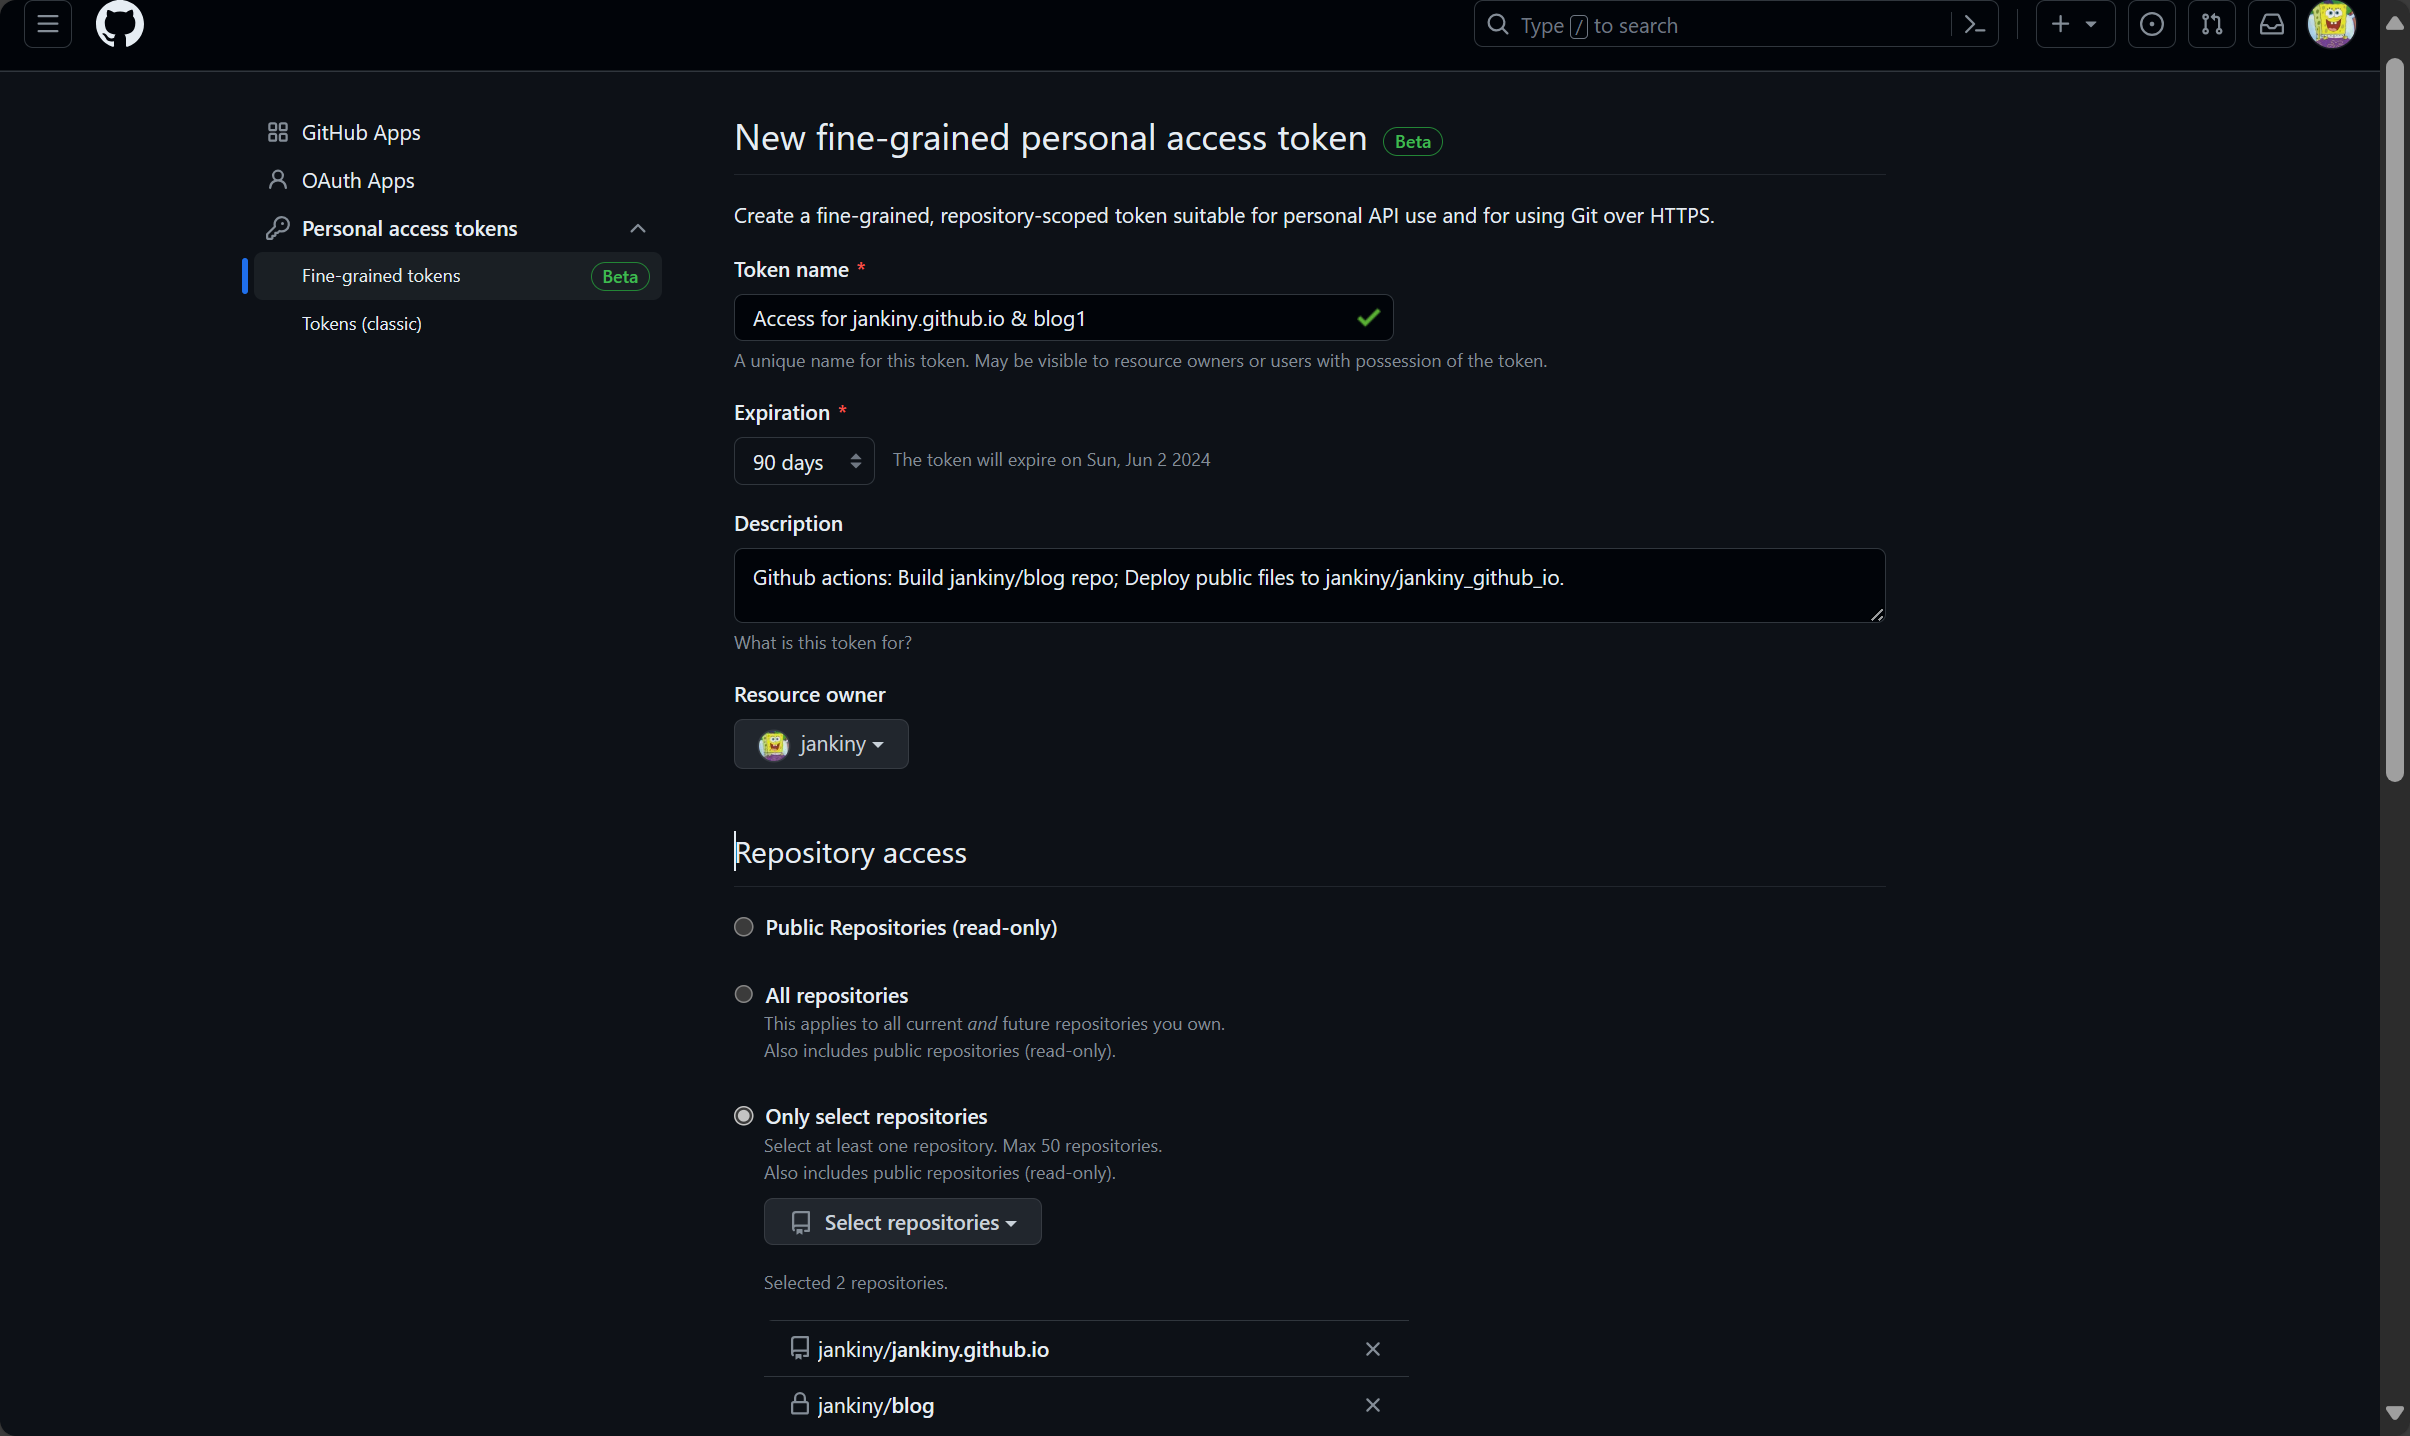 Type / to search
GitHub Apps
OAuth Apps
Personal access tokens
Fine-grained tokens Beta
Tokens (classic)
New fine-grained personal access token Beta
Create a fine-grained, repository-scoped token suitable for personal API use and for using Git over HTTPS.
Token name *
Access for jankiny.github.io & blog1
A unique name for this token. May be visible to resource owners or users with possession of the token.
Expiration *
90 days The token will expire on Sun, Jun 2 2024
Description
Github actions: Build jankiny/blog repo; Deploy public files to jankiny/jankiny_github_io.
What is this token for?
Resource owner
jankiny
Repository access
Public Repositories (read-only)
All repositories
This applies to all current and future repositories you own.
Also includes public repositories (read-only).
Only select repositories
Select at least one repository. Max 50 repositories.
Also includes public repositories (read-only).
Select repositories
Selected 2 repositories.
jankiny/jankiny.github.io
jankiny/blog